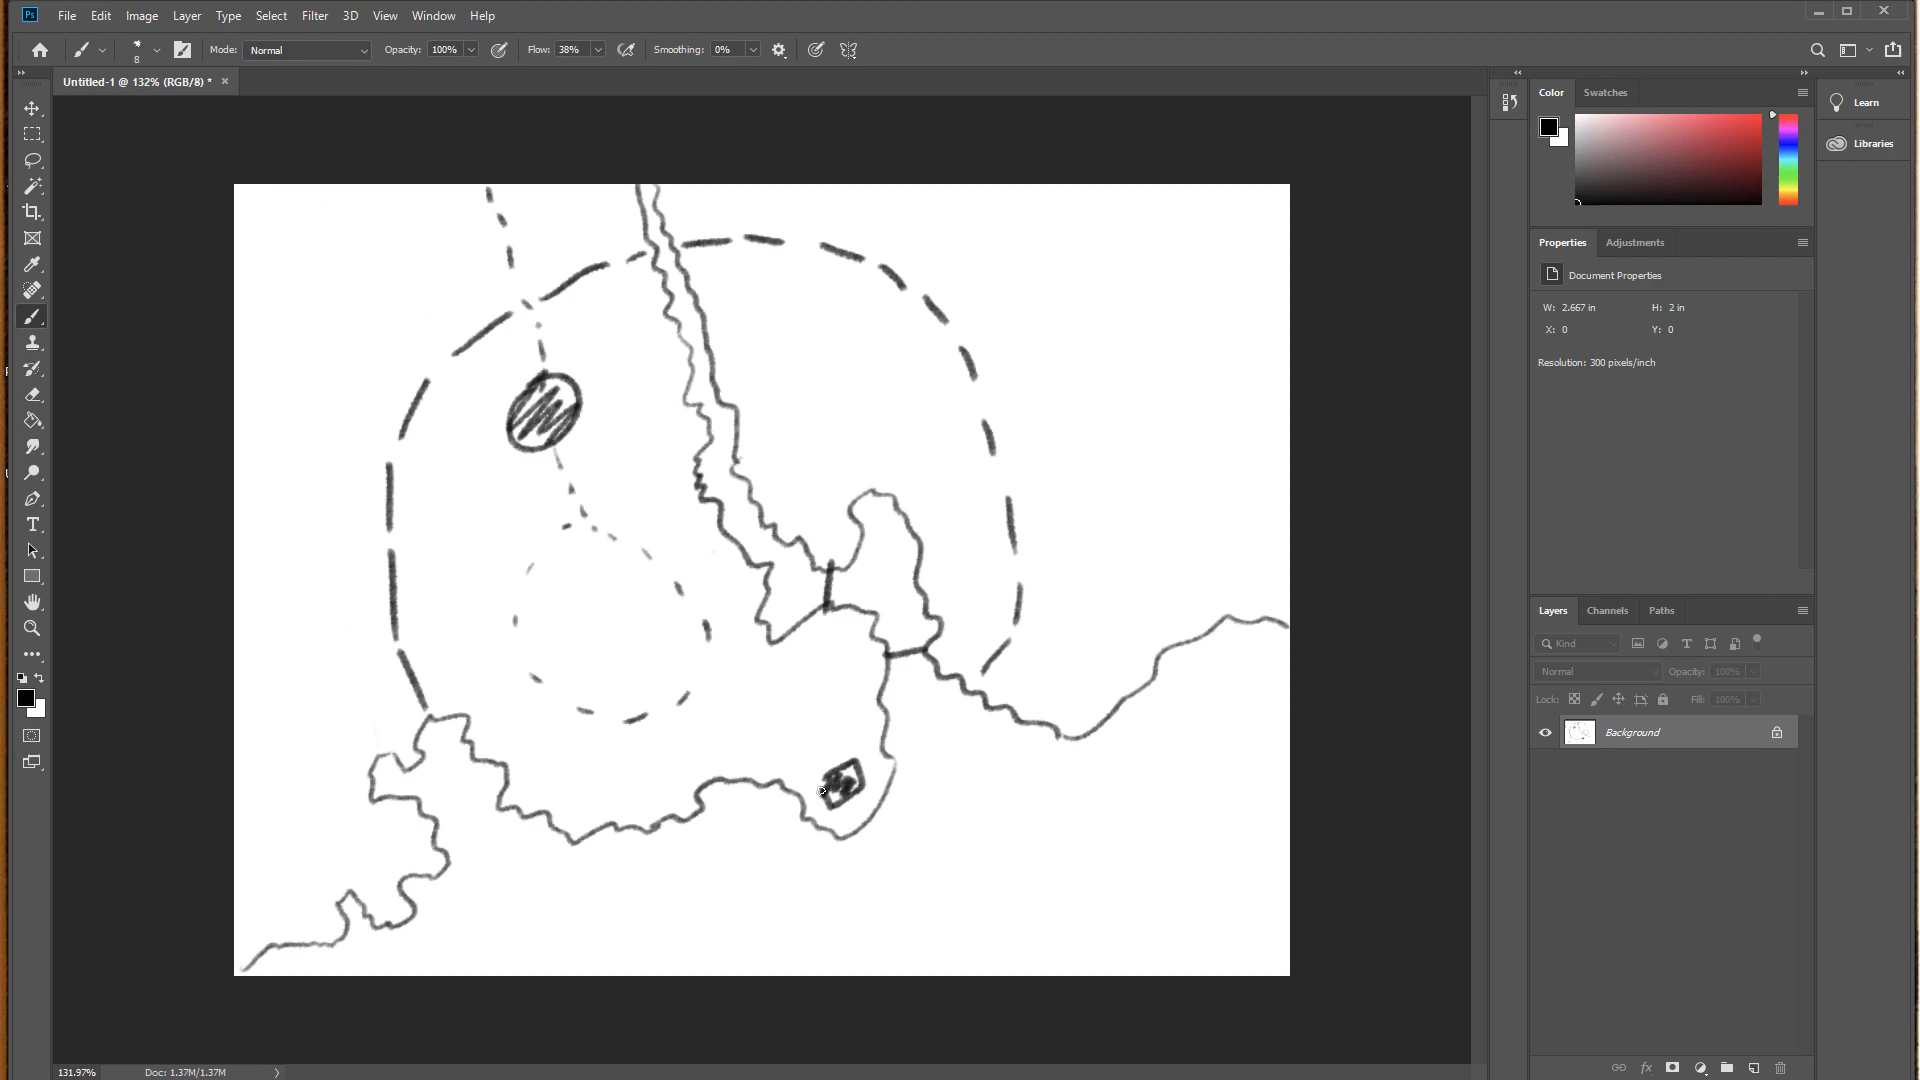 Ps File Edit Image Layer Type Select Filter 3D View Window Help
8 Mode: Normal Opacity: 100% Flow: 38% Smoothing: 0%
Untitled-1 @ 132% (RGB/8) *
Color Swatches
Learn
Libraries
Properties Adjustments
Document Properties
W: 2.667 in H: 2 in
X: 0 Y: 0
Resolution: 300 pixels/inch
Layers Channels Paths
Kind
Normal Opacity: 100%
Lock: Fill: 100%
Background
131.97% Doc: 1.37M/1.37M